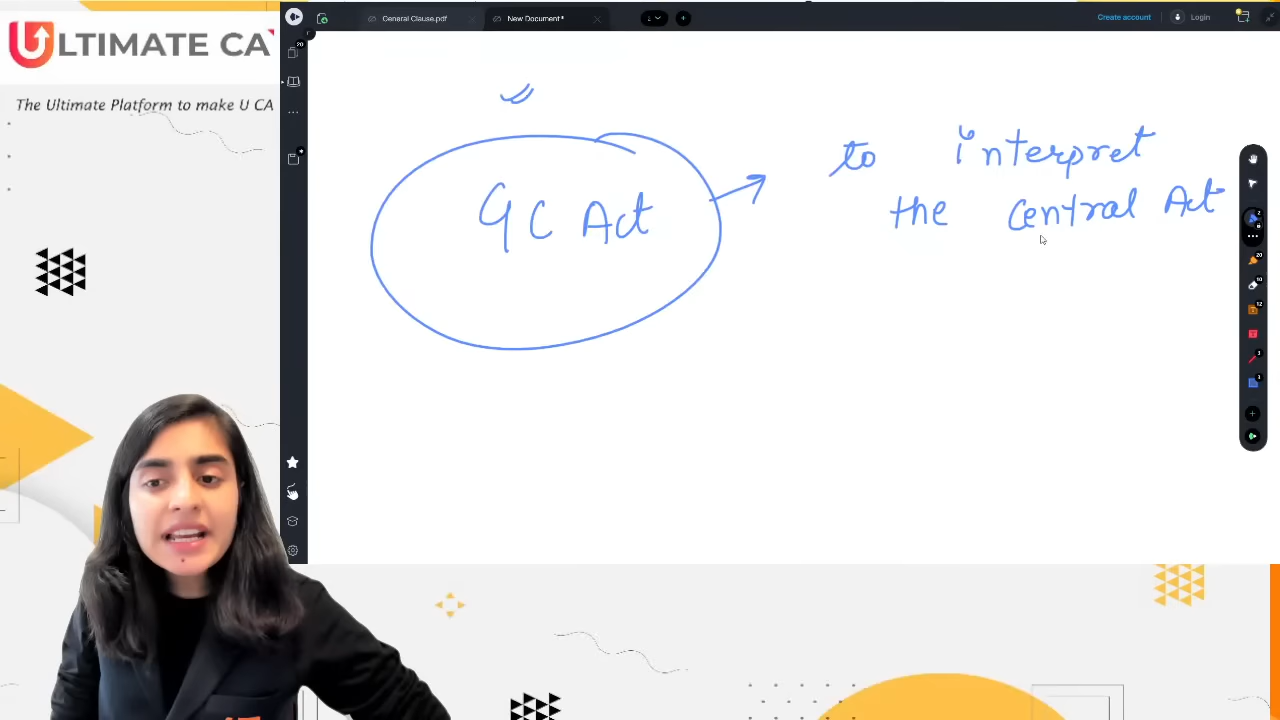 ULTIMATE CA
The Ultimate Platform to make U CA
General Clause.pdf
New Document*
Create account
Login
GC Act
to interpret
the Central Act